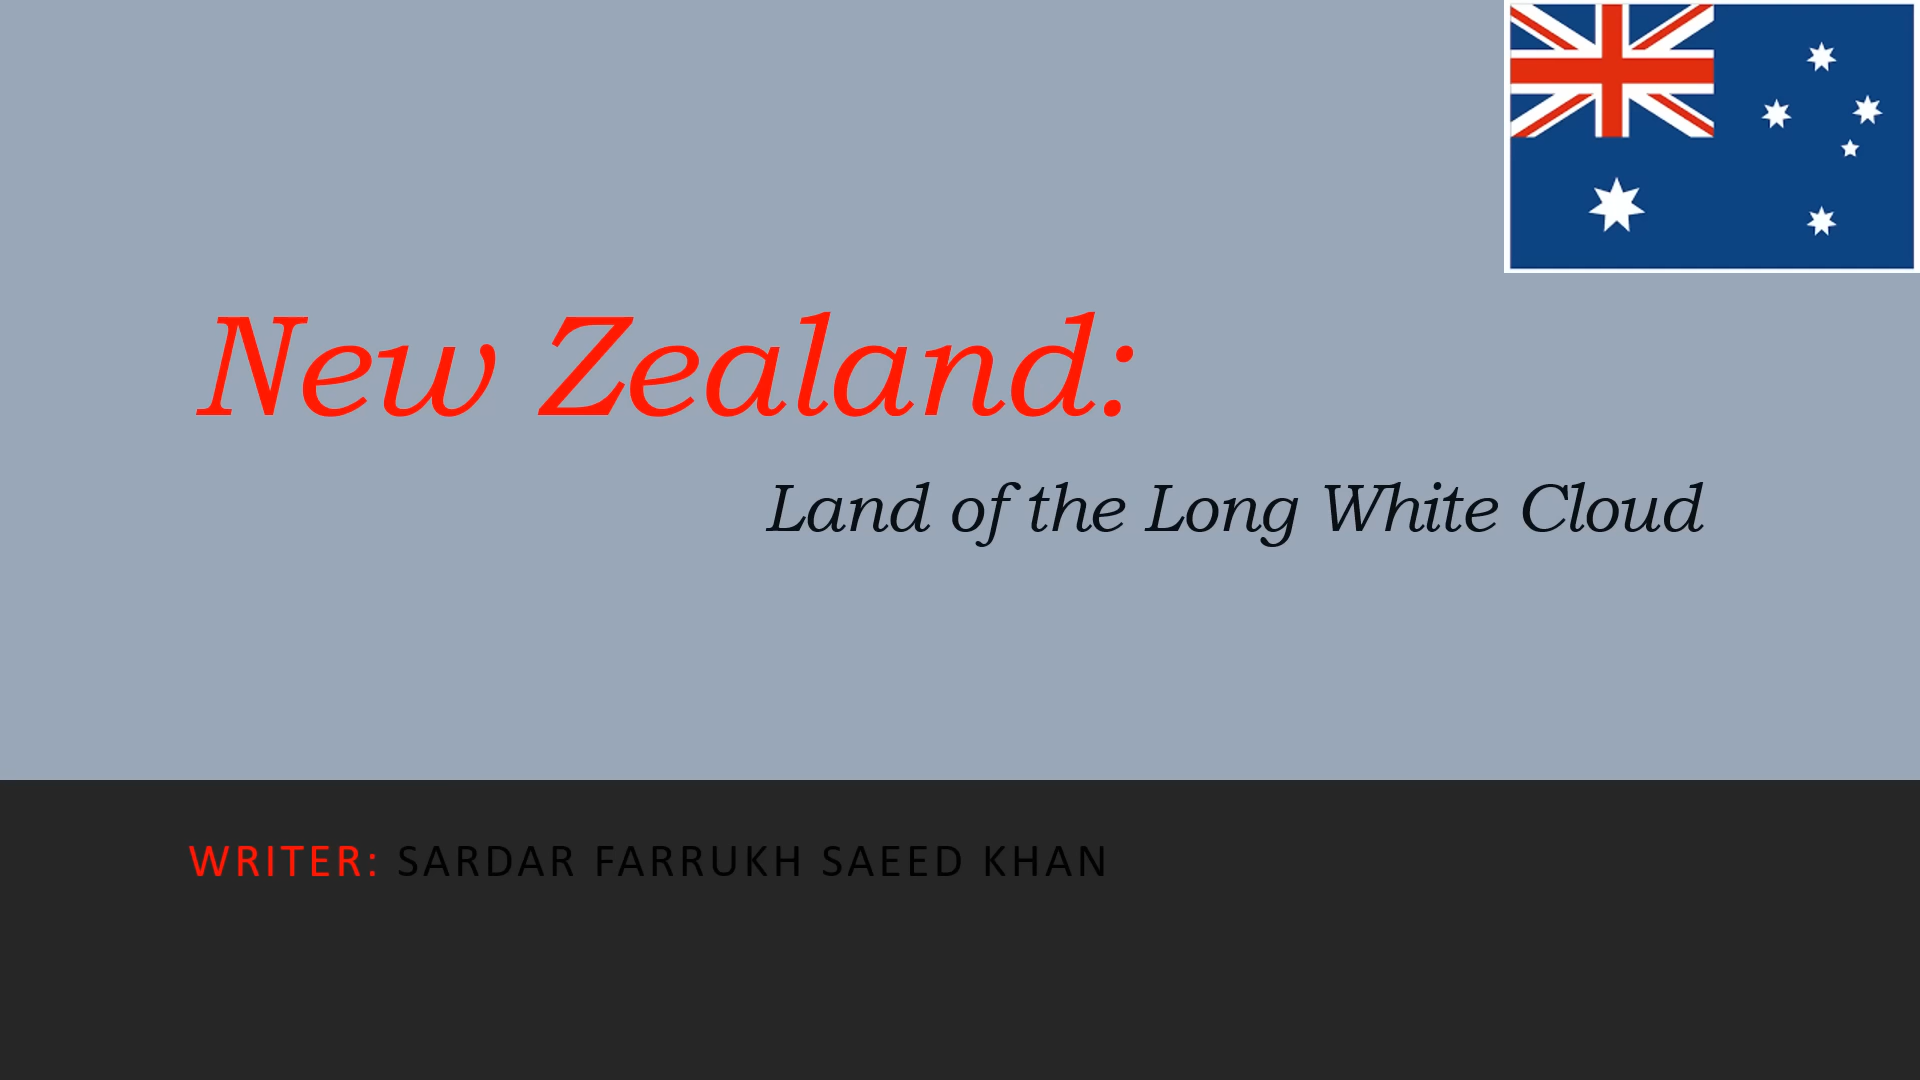 New Zealand:
Land of the Long White Cloud
WRITER: SARDAR FARRUKH SAEED KHAN